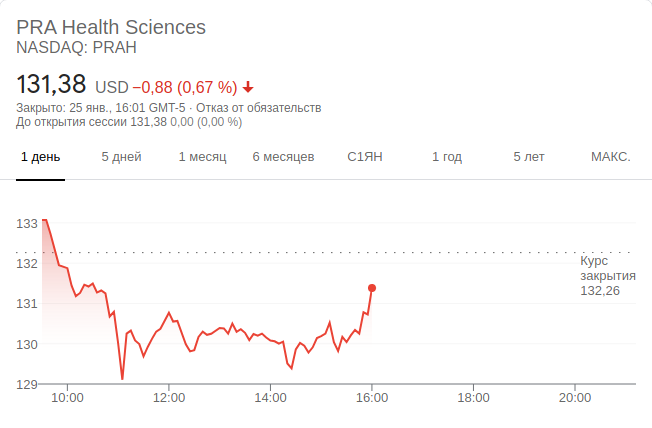 PRA Health Sciences
NASDAQ: PRAH
131,38 USD −0,88 (0,67 %)
Закрыто: 25 янв., 16:01 GMT-5 · Отказ от обязательств
До открытия сессии 131,38 0,00 (0,00 %)
1 день 5 дней 1 месяц 6 месяцев С1ЯН 1 год 5 лет МАКС.
133
132
131
130
129
Курс
закрытия
132,26
10:00 12:00 14:00 16:00 18:00 20:00